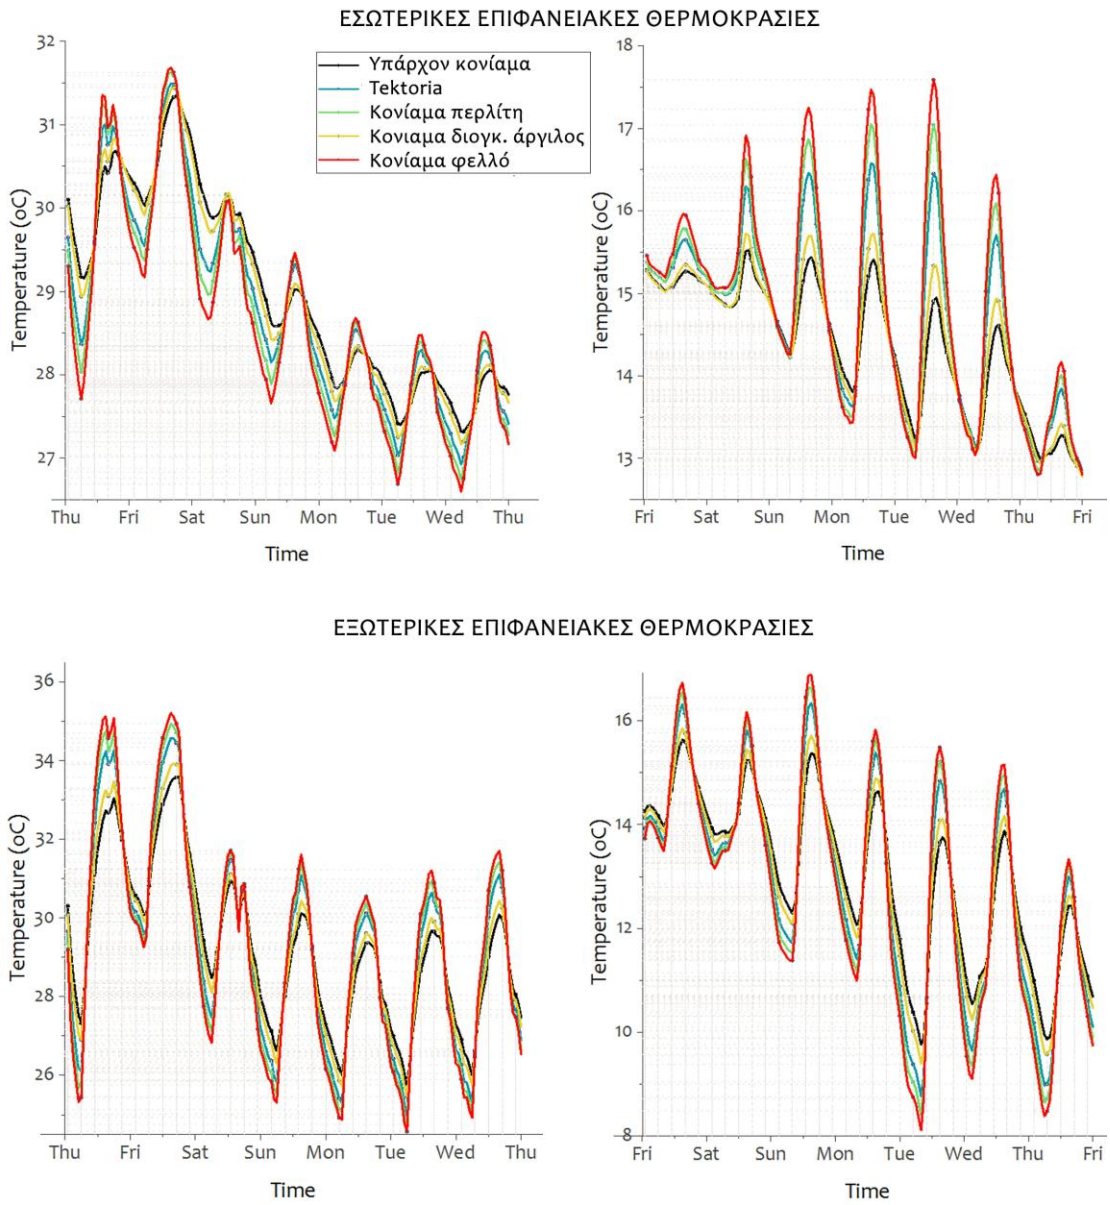 ΕΣΩΤΕΡΙΚΕΣ ΕΠΙΦΑΝΕΙΑΚΕΣ ΘΕΡΜΟΚΡΑΣΙΕΣ
Υπάρχον κονίαμα
Tektoria
Κονίαμα περλίτη
Κονιαμα διογκ. άργιλος
Κονίαμα φελλό
Temperature (oC)
32
31
30
29
28
27
Thu Fri Sat Sun Mon Tue Wed Thu
Time
Temperature (oC)
18
17
16
15
14
13
Fri Sat Sun Mon Tue Wed Thu Fri
Time
ΕΞΩΤΕΡΙΚΕΣ ΕΠΙΦΑΝΕΙΑΚΕΣ ΘΕΡΜΟΚΡΑΣΙΕΣ
Temperature (oC)
36
34
32
30
28
26
Thu Fri Sat Sun Mon Tue Wed Thu
Time
Temperature (oC)
16
14
12
10
8
Fri Sat Sun Mon Tue Wed Thu Fri
Time